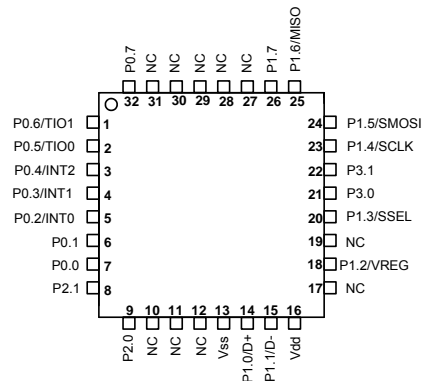 P0.7
NC
NC
NC
NC
NC
P1.7
P1.6/MISO
32 31 30 29 28 27 26 25
P0.6/TIO1 1
P0.5/TIO0 2
P0.4/INT2 3
P0.3/INT1 4
P0.2/INT0 5
P0.1 6
P0.0 7
P2.1 8
24 P1.5/SMOSI
23 P1.4/SCLK
22 P3.1
21 P3.0
20 P1.3/SSEL
19 NC
18 P1.2/VREG
17 NC
9 10 11 12 13 14 15 16
P2.0
NC
NC
NC
Vss
P1.0/D+
P1.1/D-
Vdd